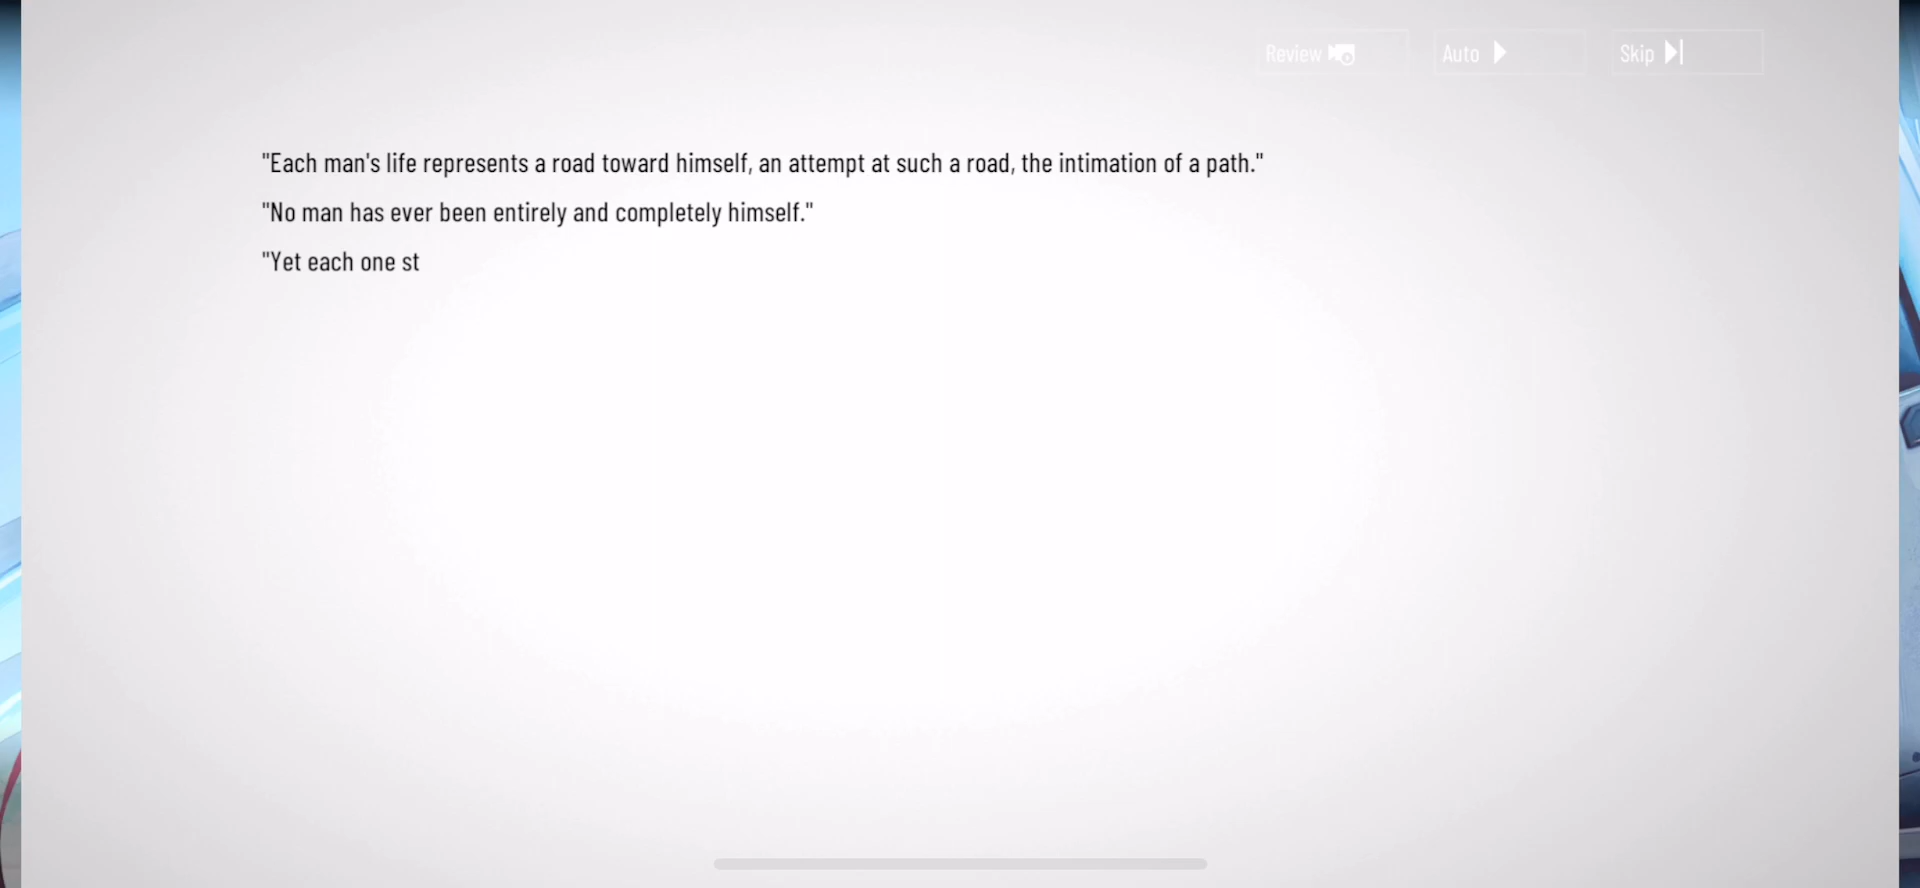 Review Auto Skip
"Each man's life represents a road toward himself, an attempt at such a road, the intimation of a path."
"No man has ever been entirely and completely himself."
"Yet each one st